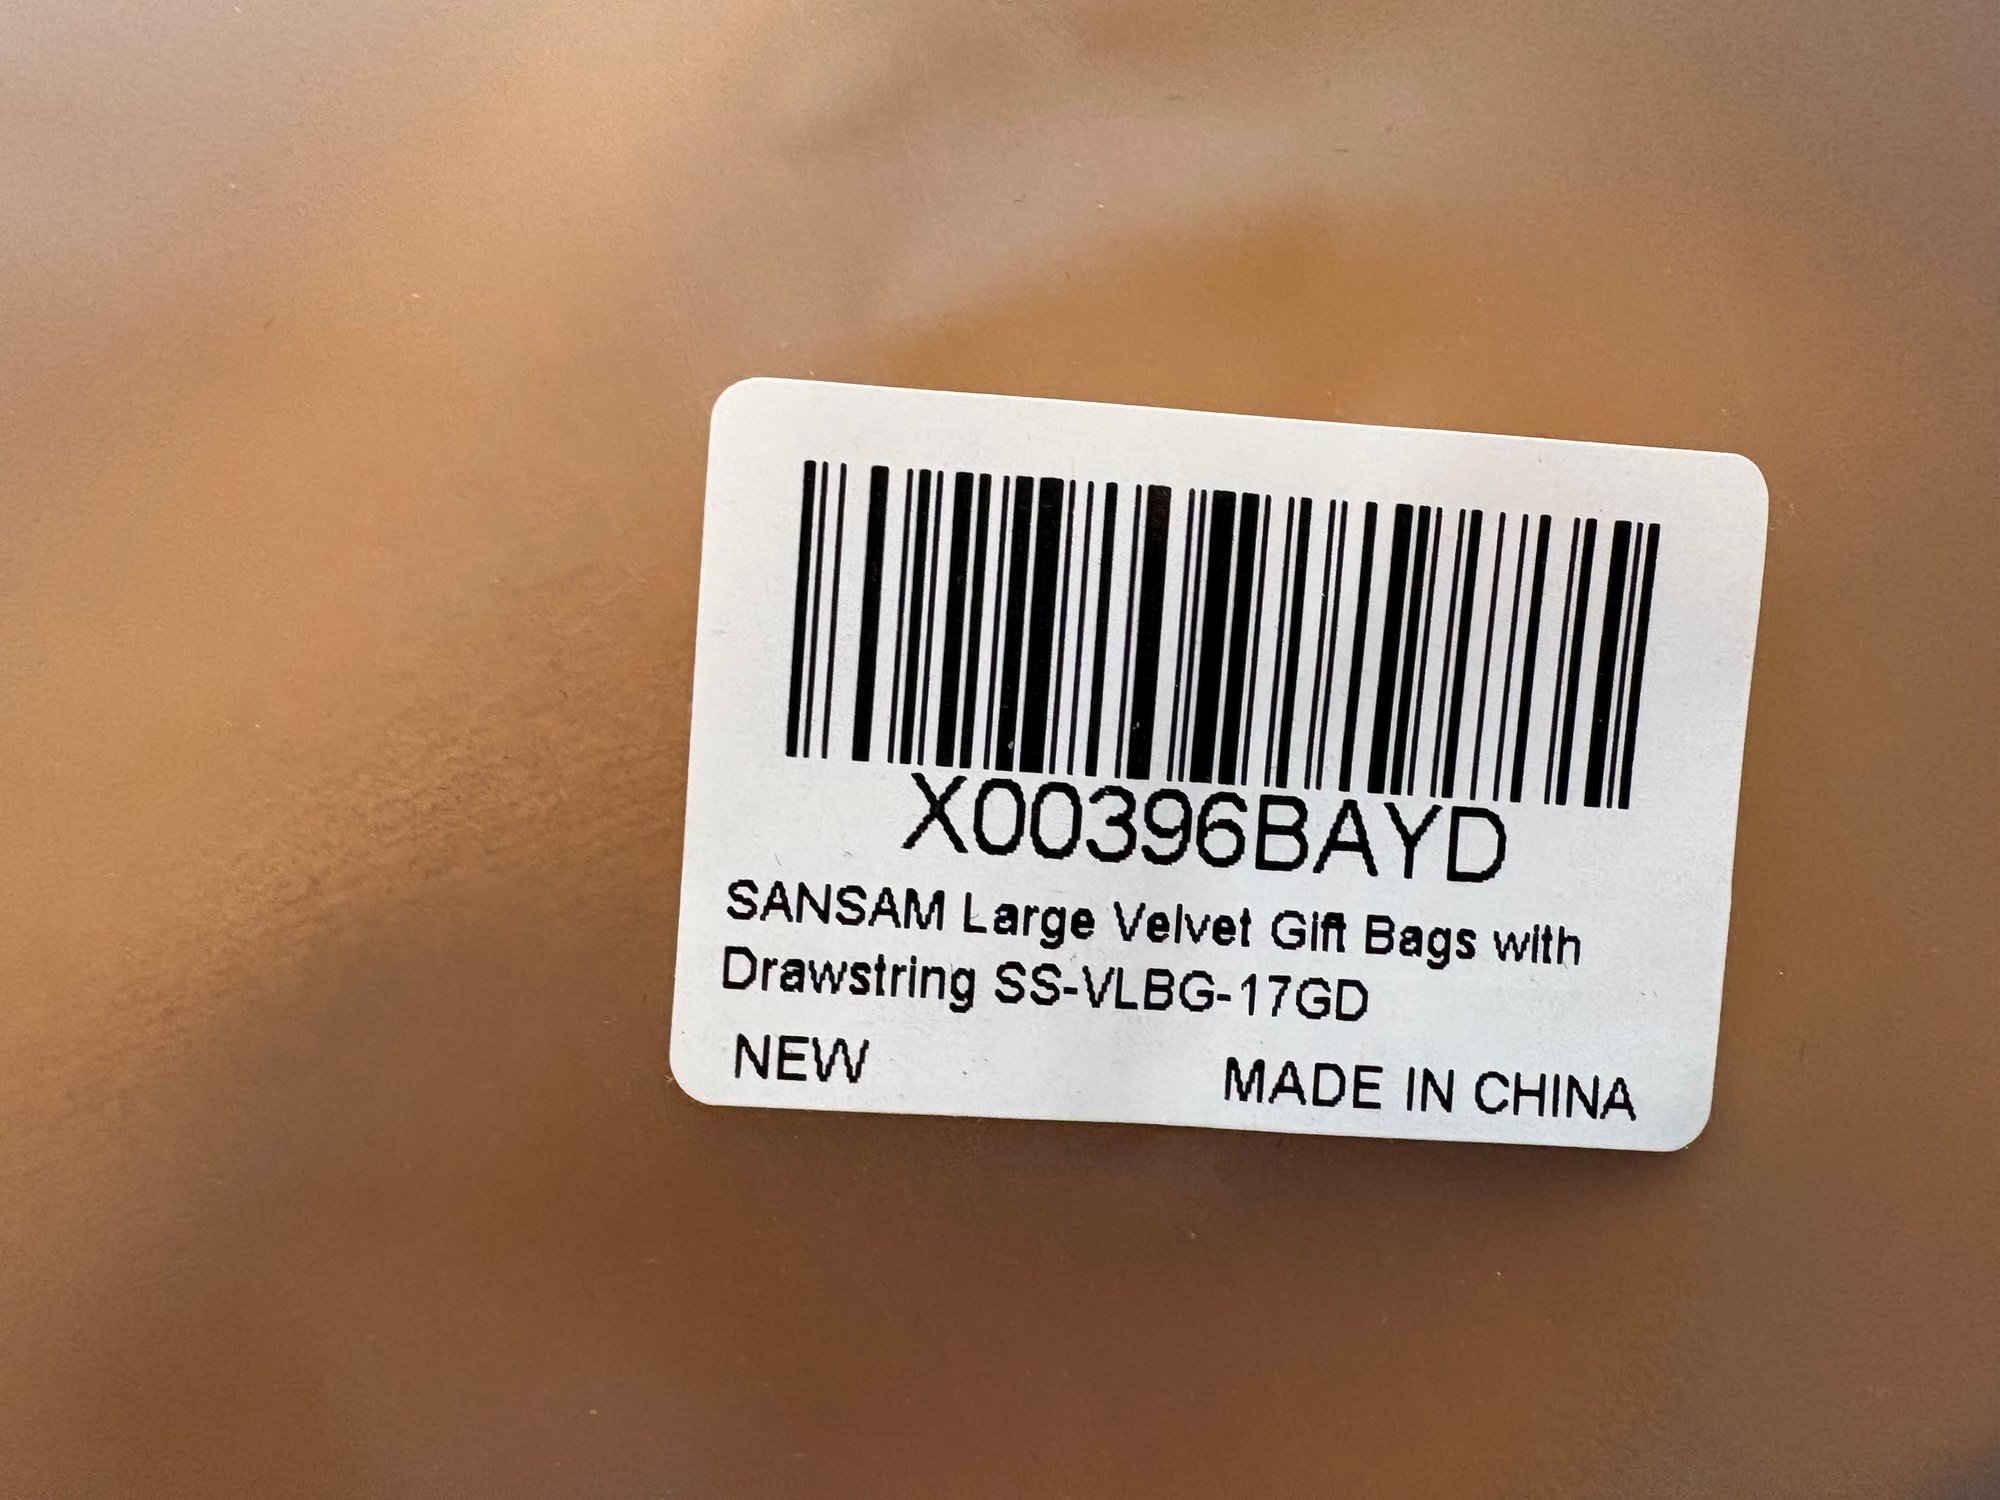 X00396BAYD
SANSAM Large Velvet Gift Bags with
Drawstring SS-VLBG-17GD
NEW MADE IN CHINA